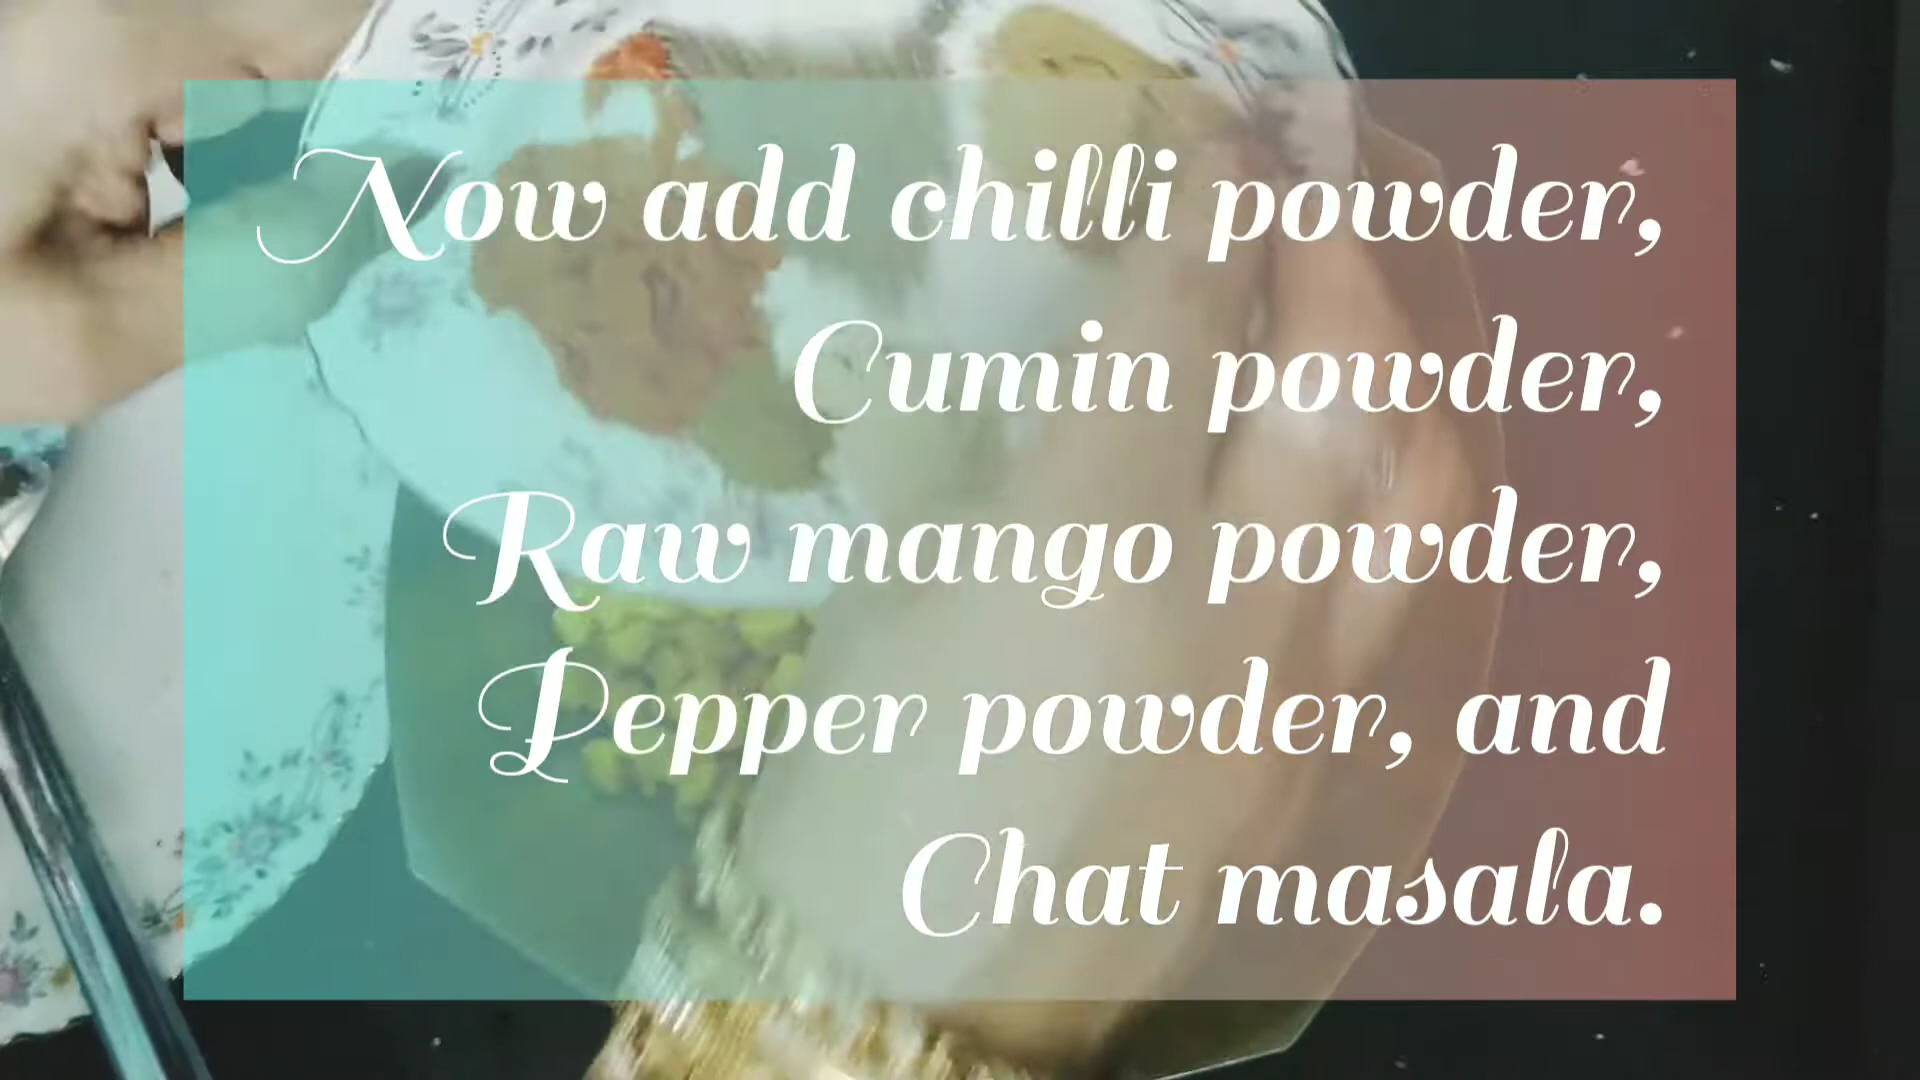 Now add chilli powder,
Cumin powder,
Raw mango powder,
Pepper powder, and
Chat masala.